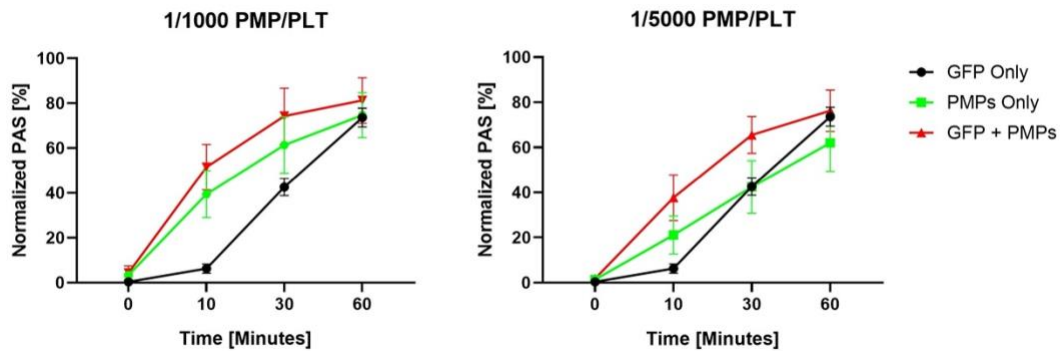 1/1000 PMP/PLT
Normalized PAS [%]
100
80
60
40
20
0
0 10 30 60
Time [Minutes]
1/5000 PMP/PLT
Normalized PAS [%]
100
80
60
40
20
0
0 10 30 60
Time [Minutes]
GFP Only
PMPs Only
GFP + PMPs